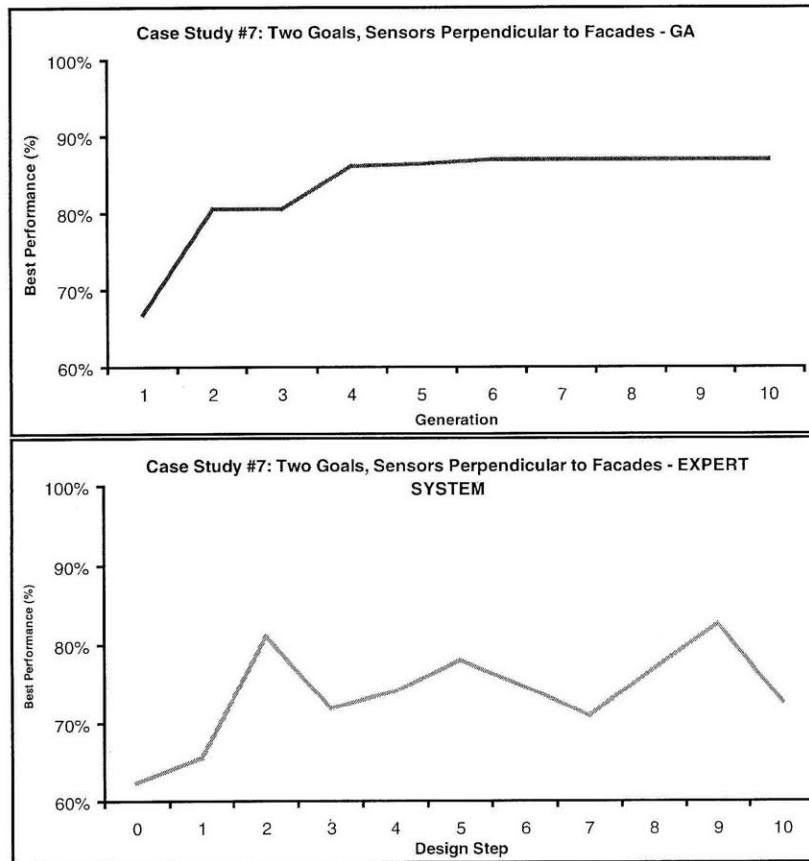 Case Study #7: Two Goals, Sensors Perpendicular to Facades - GA
100%
90%
80%
70%
60%
Best Performance (%)
1 2 3 4 5 6 7 8 9 10
Generation
Case Study #7: Two Goals, Sensors Perpendicular to Facades - EXPERT
SYSTEM
100%
90%
80%
70%
60%
Best Performance (%)
0 1 2 3 4 5 6 7 8 9 10
Design Step